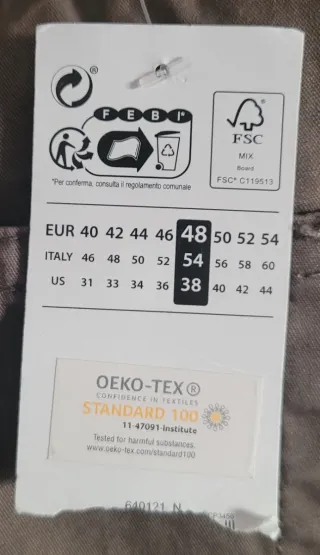 ®
F E B I*
*Per conferma, consulta il regolamento comunale
FSC
MIX
Board
FSC® C119513
EUR 40 42 44 46 48 50 52 54
ITALY 46 48 50 52 54 56 58 60
US 31 33 34 36 38 40 42 44
OEKO-TEX®
CONFIDENCE IN TEXTILES
STANDARD 100
11-47091-Institute
Tested for harmful substances.
www.oeko-tex.com/standard100
640121 N